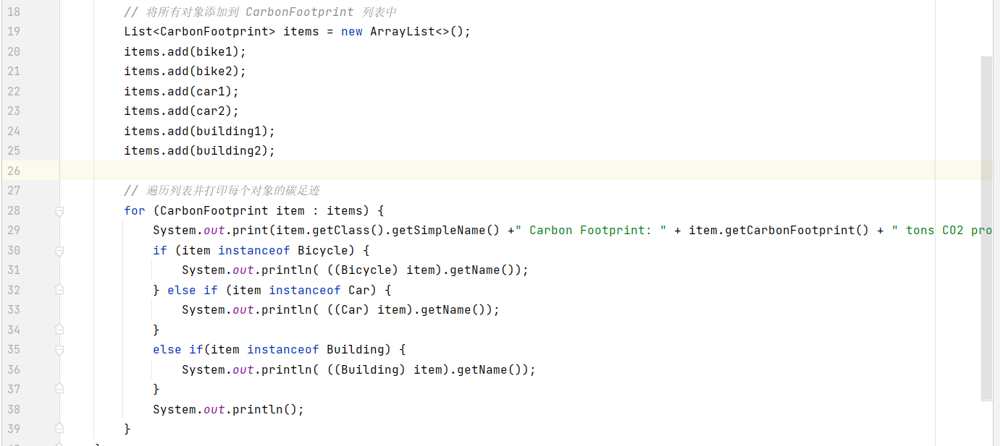 18 // 将所有对象添加到 CarbonFootprint 列表中
19 List<CarbonFootprint> items = new ArrayList<>();
20 items.add(bike1);
21 items.add(bike2);
22 items.add(car1);
23 items.add(car2);
24 items.add(building1);
25 items.add(building2);
26
27 // 遍历列表并打印每个对象的碳足迹
28 for (CarbonFootprint item : items) {
29 System.out.print(item.getClass().getSimpleName() +" Carbon Footprint: " + item.getCarbonFootprint() + " tons CO2 pro
30 if (item instanceof Bicycle) {
31 System.out.println( ((Bicycle) item).getName());
32 } else if (item instanceof Car) {
33 System.out.println( ((Car) item).getName());
34 }
35 else if(item instanceof Building) {
36 System.out.println( ((Building) item).getName());
37 }
38 System.out.println();
39 }